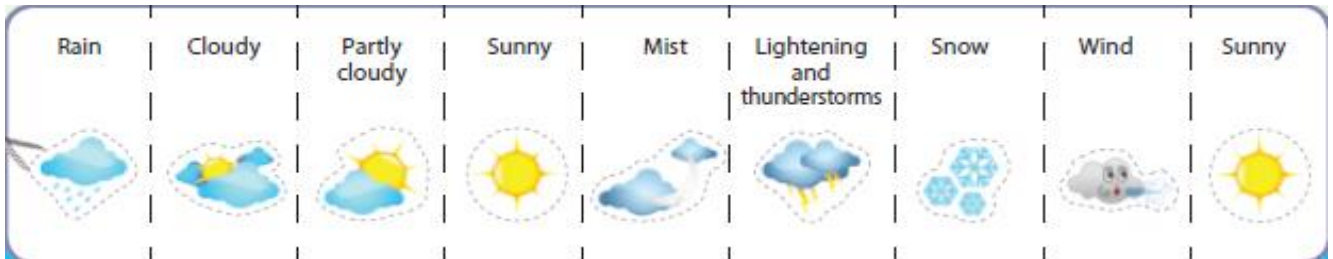 Rain
Cloudy
Partly
cloudy
Sunny
Mist
Lightening
and
thunderstorms
Snow
Wind
Sunny